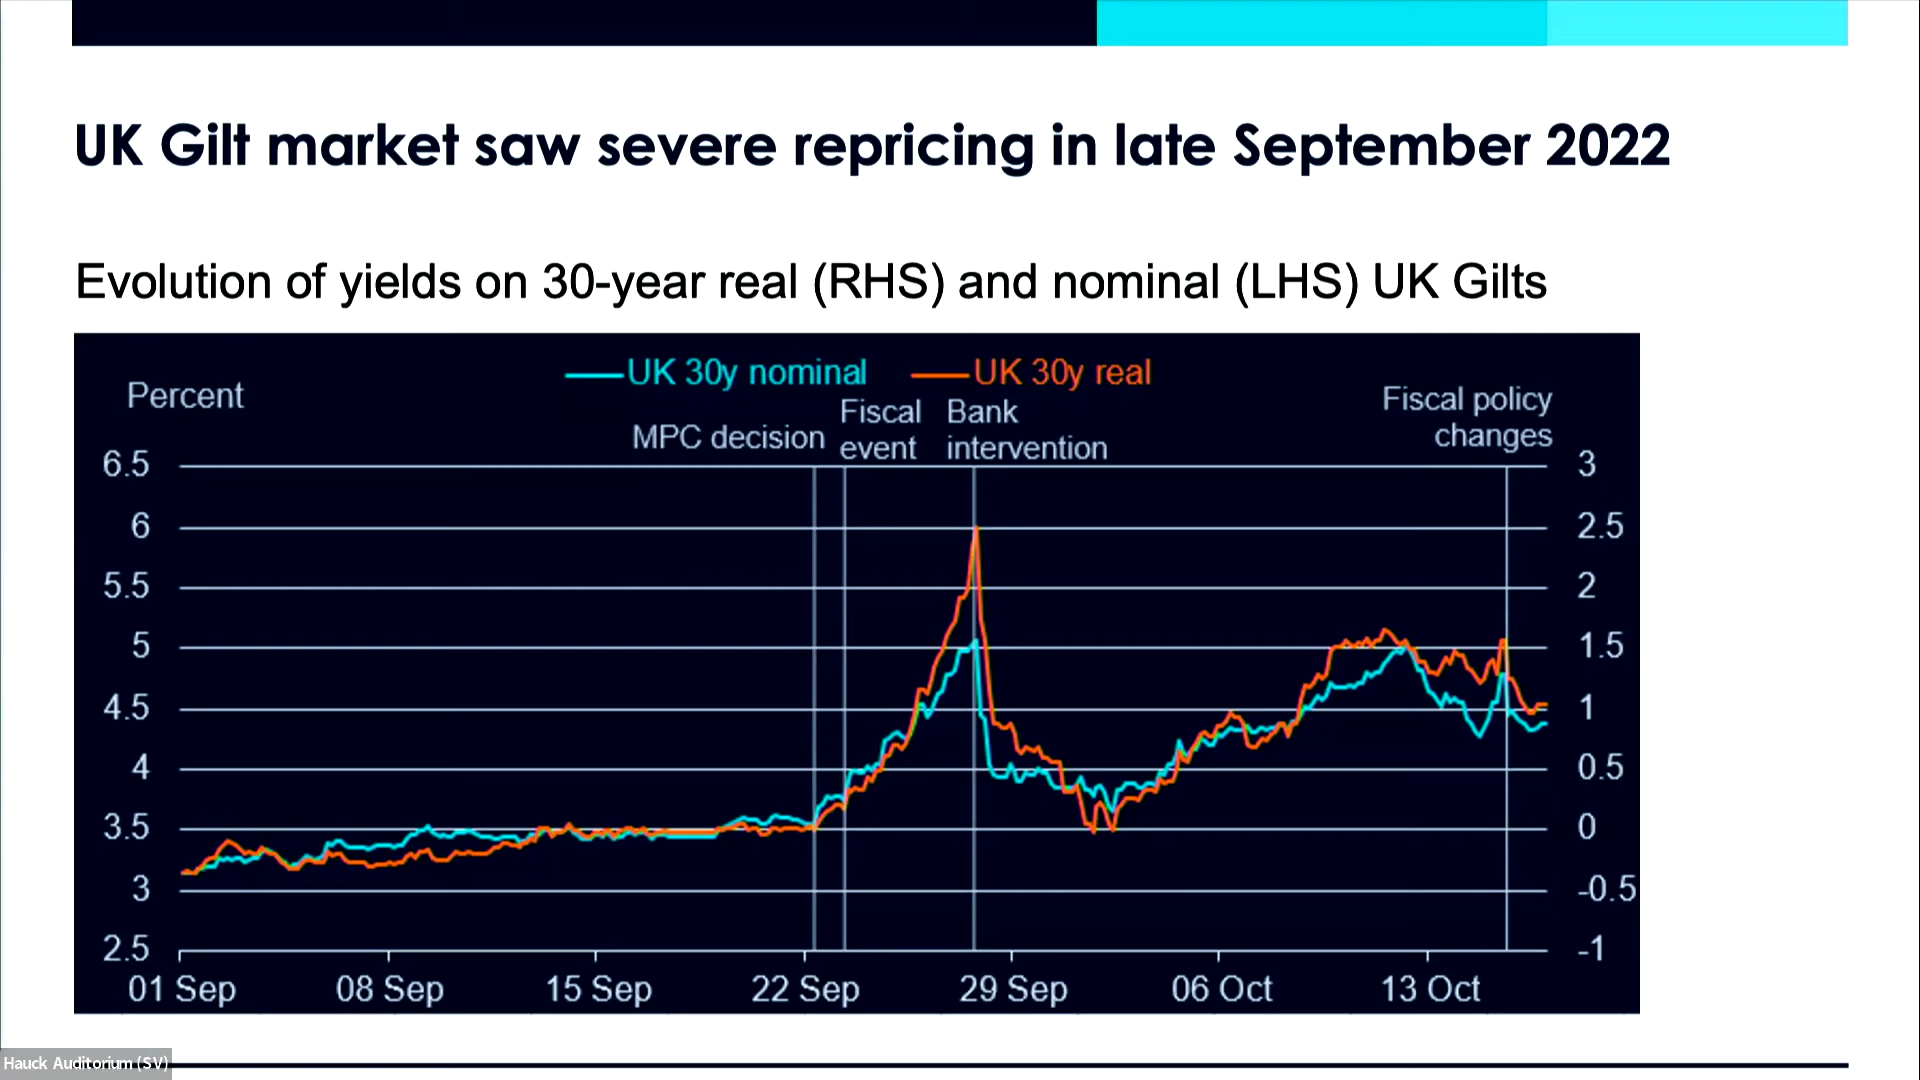 UK Gilt market saw severe repricing in late September 2022
Evolution of yields on 30-year real (RHS) and nominal (LHS) UK Gilts
UK 30y nominal
UK 30y real
Percent
MPC decision
Fiscal
event
Bank
intervention
Fiscal policy
changes
6.5
6
5.5
5
4.5
4
3.5
3
2.5
3
2.5
2
1.5
1
0.5
0
-0.5
-1
01 Sep
08 Sep
15 Sep
22 Sep
29 Sep
06 Oct
13 Oct
Hauck Auditorium (SV)